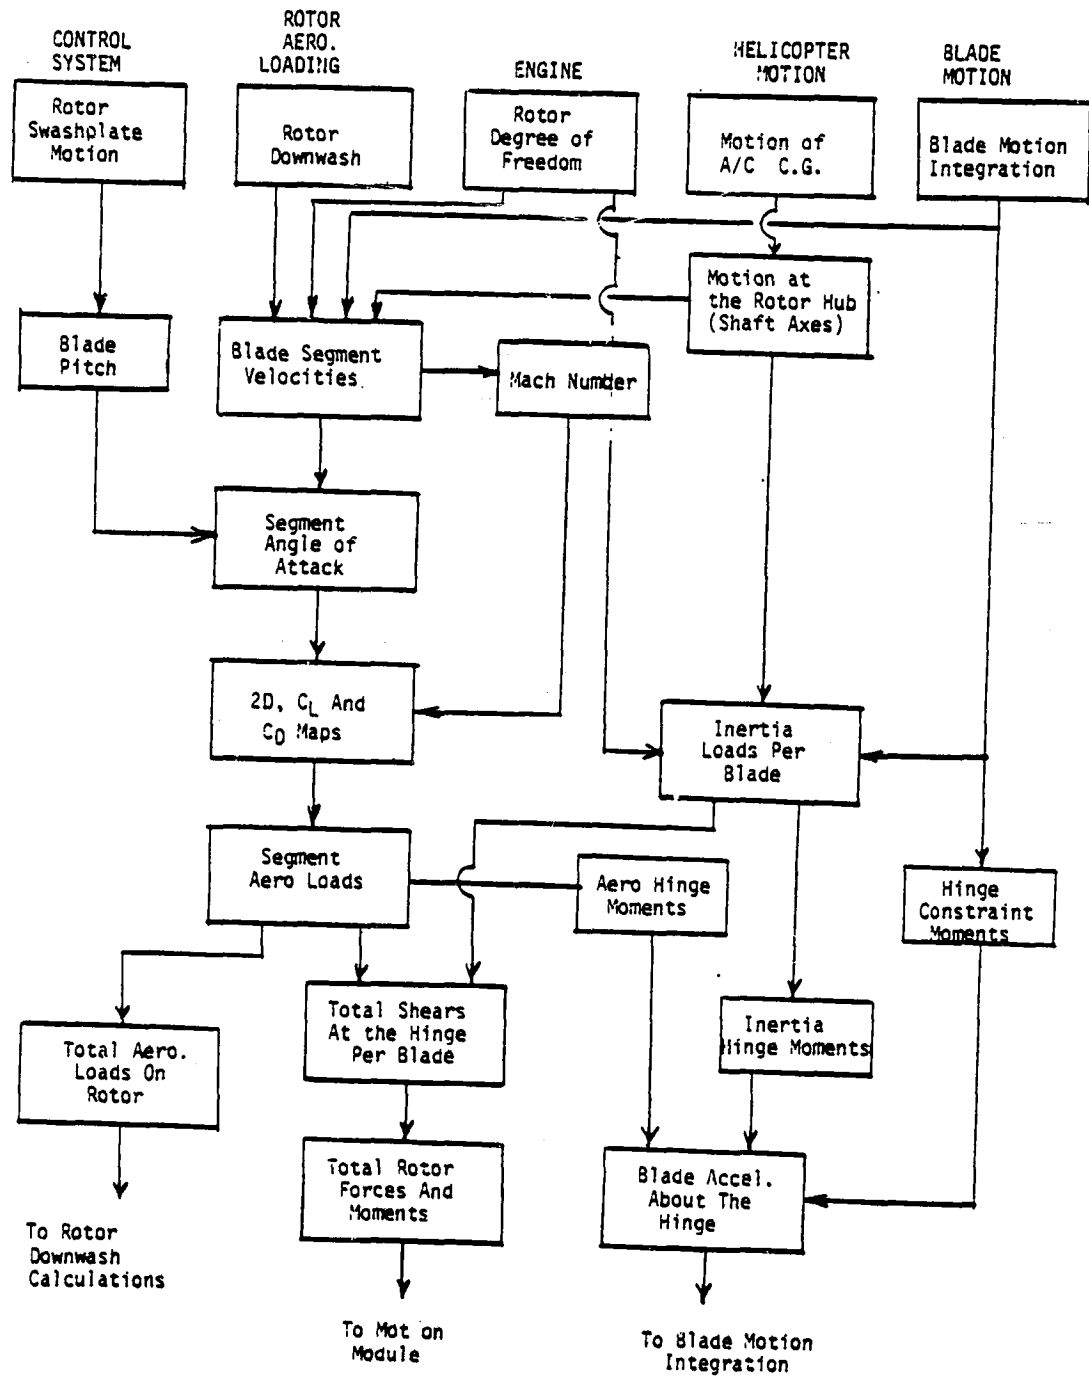 CONTROL
SYSTEM
ROTOR
AERO.
LOADING
ENGINE
HELICOPTER
MOTION
BLADE
MOTION
Rotor
Swashplate
Motion
Rotor
Downwash
Rotor
Degree of
Freedom
Motion of
A/C C.G.
Blade Motion
Integration
Motion at
the Rotor Hub
(Shaft Axes)
Blade
Pitch
Blade Segment
Velocities
Mach Number
Segment
Angle of
Attack
2D, CL And
CD Maps
Inertia
Loads Per
Blade
Segment
Aero Loads
Aero Hinge
Moments
Hinge
Constraint
Moments
Total Aero.
Loads On
Rotor
Total Shears
At the Hinge
Per Blade
Inertia
Hinge Moments
Total Rotor
Forces And
Moments
Blade Accel.
About The
Hinge
To Rotor
Downwash
Calculations
To Motion
Module
To Blade Motion
Integration